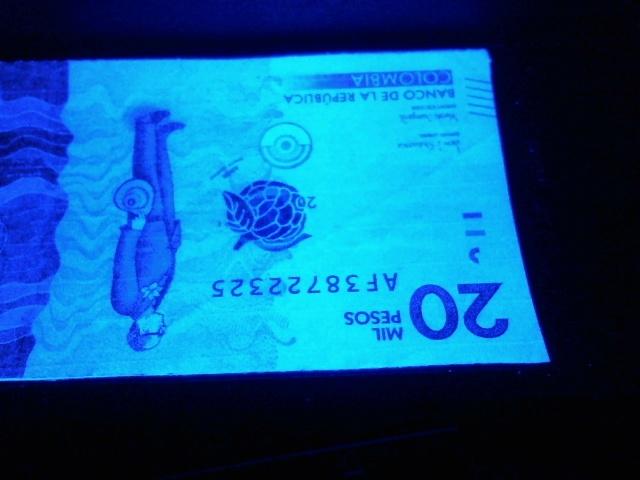 20 MIL
PESOS
AF38722325
20
BANCO DE LA REPÚBLICA
COLOMBIA